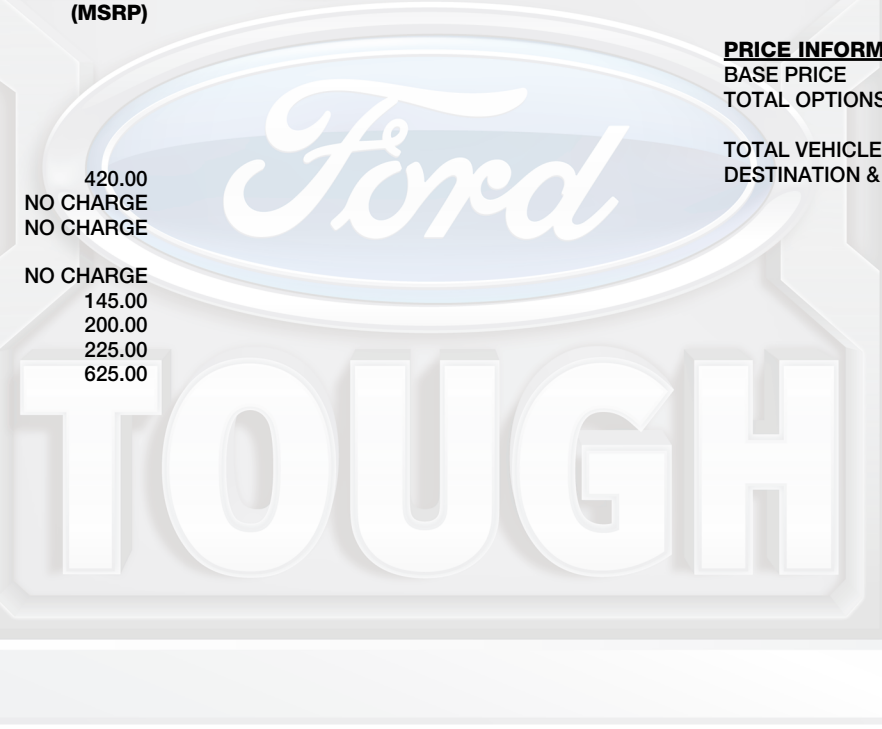 (MSRP)
420.00
NO CHARGE
NO CHARGE
NO CHARGE
145.00
200.00
225.00
625.00
PRICE INFORM
BASE PRICE
TOTAL OPTIONS
TOTAL VEHICLE
DESTINATION &
Ford
TOUGH